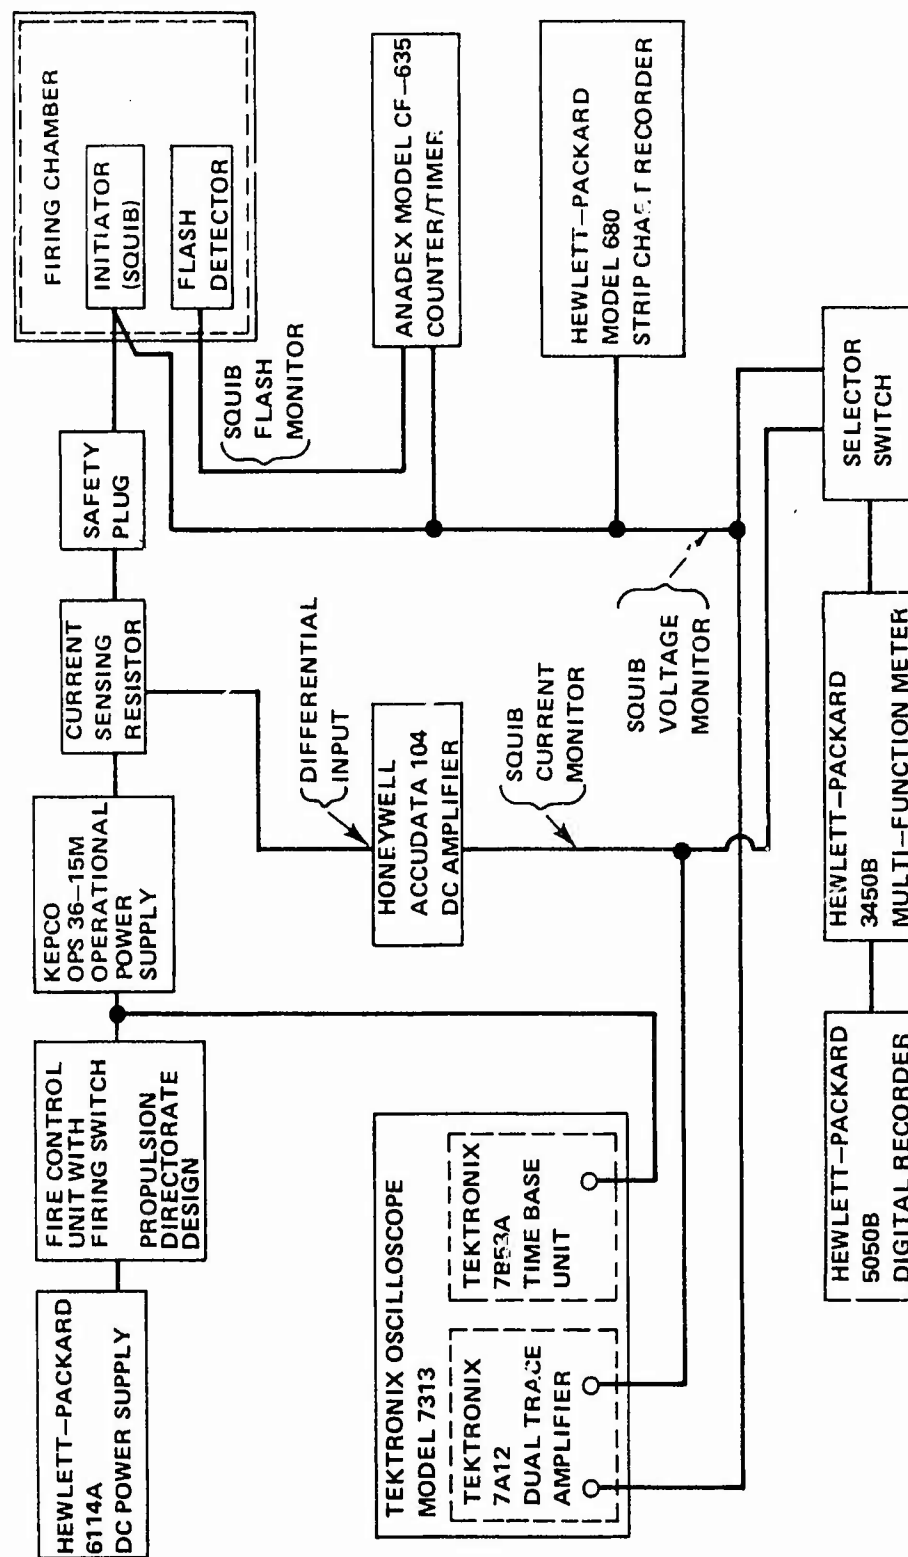 HEWLETT–PACKARD
6114A
DC POWER SUPPLY
FIRE CONTROL
UNIT WITH
FIRING SWITCH
PROPULSION
DIRECTORATE
DESIGN
KEPCO
OPS 36–15M
OPERATIONAL
POWER
SUPPLY
CURRENT
SENSING
RESISTOR
SAFETY
PLUG
FIRING CHAMBER
INITIATOR
(SQUIB)
FLASH
DETECTOR
SQUIB
FLASH
MONITOR
DIFFERENTIAL
INPUT
HONEYWELL
ACCUDATA 104
DC AMPLIFIER
ANADEX MODEL CF–635
COUNTER/TIMER
TEKTRONIX OSCILLOSCOPE
MODEL 7313
TEKTRONIX
7A12
DUAL TRACE
AMPLIFIER
TEKTRONIX
7B53A
TIME BASE
UNIT
SQUIB
CURRENT
MONITOR
HEWLETT–PACKARD
MODEL 680
STRIP CHART RECORDER
SQUIB
VOLTAGE
MONITOR
HEWLETT–PACKARD
5050B
DIGITAL RECORDER
HEWLETT–PACKARD
3450B
MULTI–FUNCTION METER
SELECTOR
SWITCH